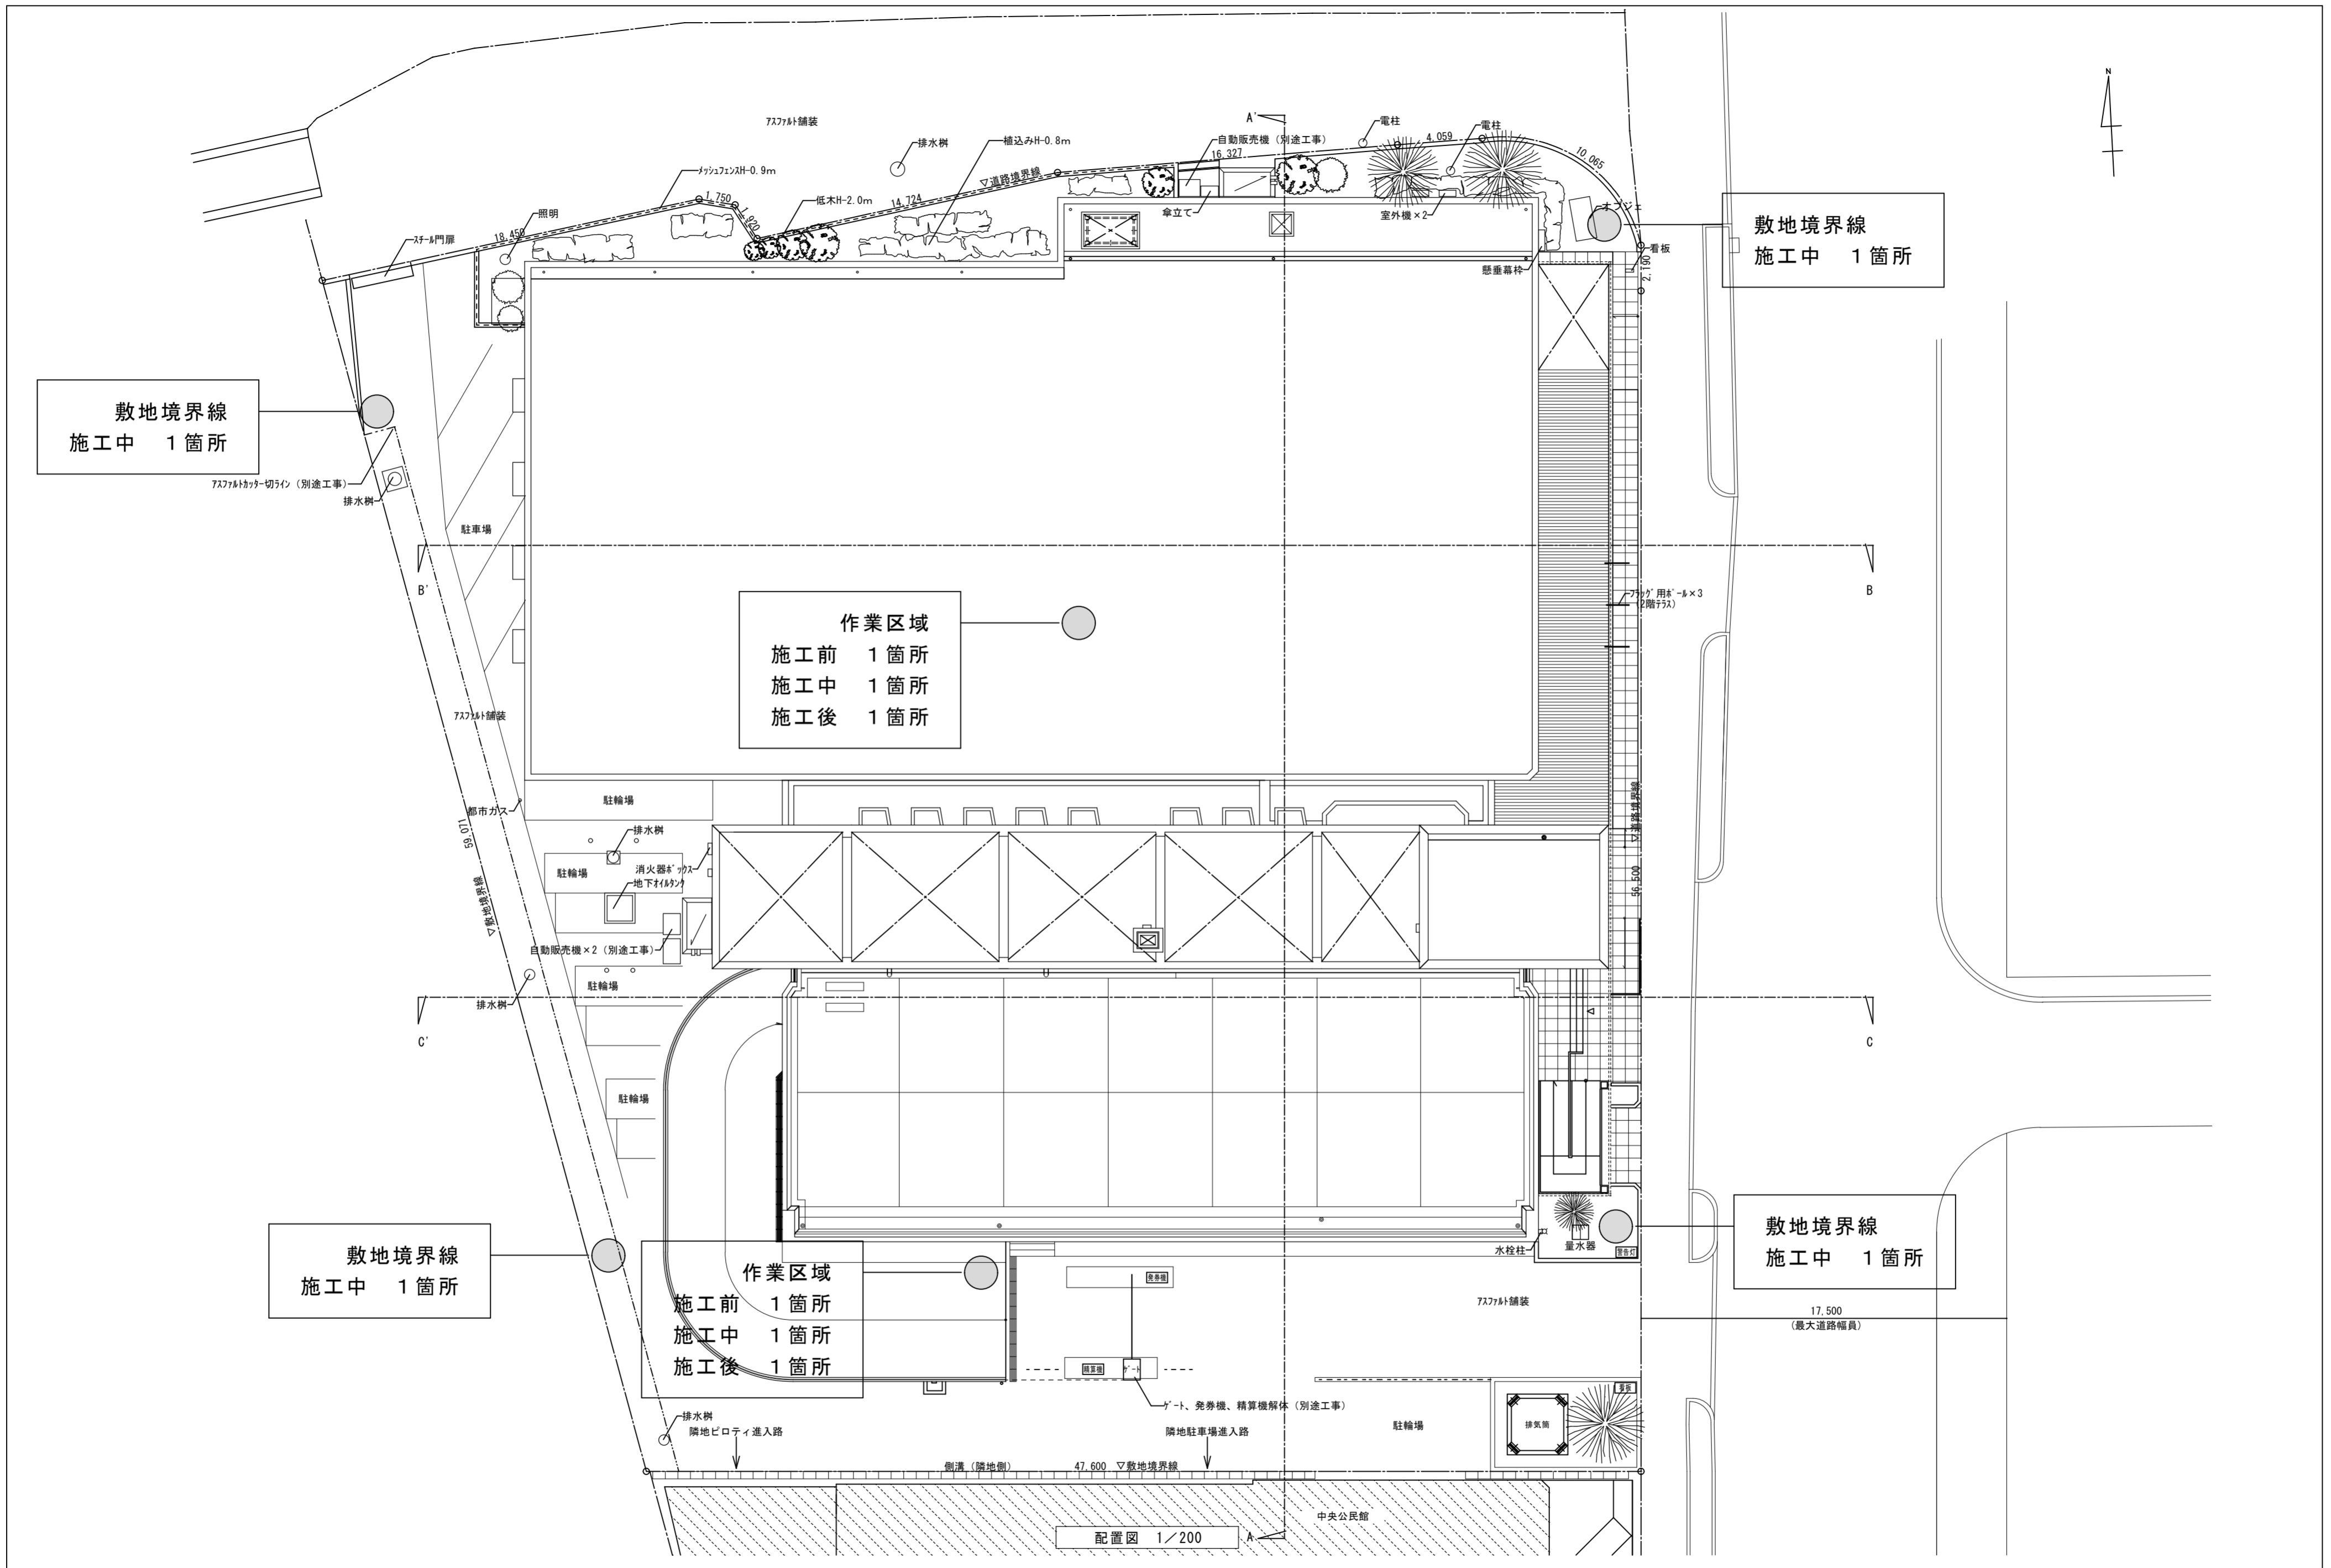 N
アスファルト舗装
A'
電柱
電柱
自動販売機（別途工事）
4.059
排水桝
植込みH-0.8m
16.327
10.065
メッシュフェンスH-0.9m
▽道路境界線
1.750
1.920
低木H-2.0m
14.724
傘立て
室外機×2
オブジェ
照明
スチール門扉
18.450
看板
2,190
懸垂幕枠
敷地境界線
施工中　1箇所
敷地境界線
施工中　1箇所
アスファルトカッター切ライン（別途工事）
排水桝
駐車場
B'
B
フラッグ用ポール×3
（2階テラス）
作業区域
施工前　1箇所
施工中　1箇所
施工後　1箇所
アスファルト舗装
都市ガス
駐輪場
59.071
▽敷地境界線
排水桝
駐輪場
消火器ボックス
地下オイルタンク
自動販売機×2（別途工事）
▽道路境界線
56,500
駐輪場
排水桝
C'
C
駐輪場
敷地境界線
施工中　1箇所
敷地境界線
施工中　1箇所
作業区域
施工前　1箇所
施工中　1箇所
施工後　1箇所
水栓柱
量水器
警告灯
発券機
アスファルト舗装
17,500
（最大道路幅員）
精算機
ゲート
ゲート、発券機、精算機解体（別途工事）
看板
排気筒
駐輪場
排水桝
隣地ピロティ進入路
隣地駐車場進入路
側溝（隣地側）
47.600　▽敷地境界線
中央公民館
配置図　1／200
A